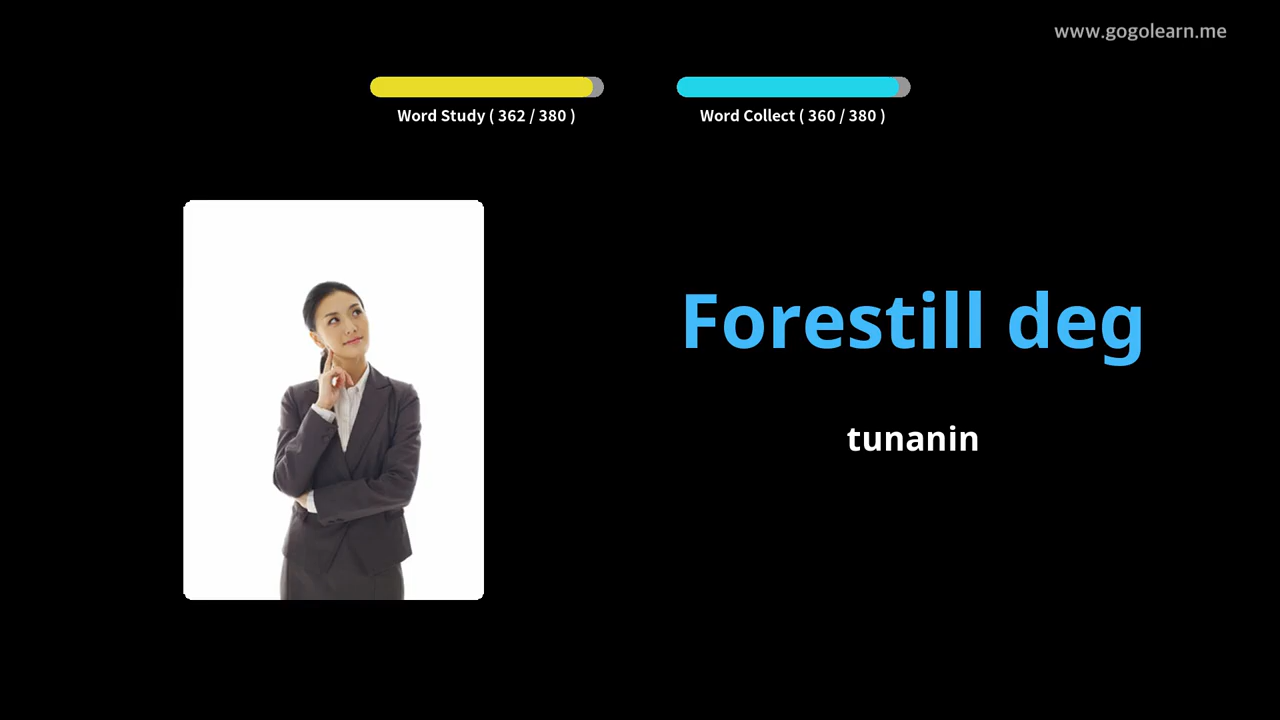 www.gogolearn.me
Word Study ( 362 / 380 )
Word Collect ( 360 / 380 )
Forestill deg
tunanin